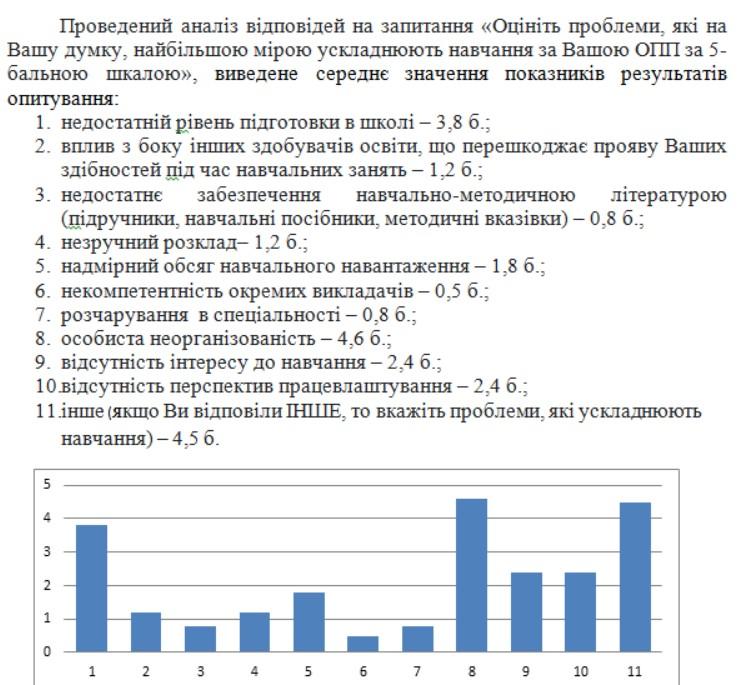 Проведений аналіз відповідей на запитання «Оцініть проблеми, які на
Вашу думку, найбільшою мірою ускладнюють навчання за Вашою ОПП за 5-
бальною шкалою», виведене середнє значення показників результатів
опитування:
1. недостатній рівень підготовки в школі – 3,8 б.;
2. вплив з боку інших здобувачів освіти, що перешкоджає прояву Ваших
здібностей під час навчальних занять – 1,2 б.;
3. недостатнє забезпечення навчально-методичною літературою
(підручники, навчальні посібники, методичні вказівки) – 0,8 б.;
4. незручний розклад– 1,2 б.;
5. надмірний обсяг навчального навантаження – 1,8 б.;
6. некомпетентність окремих викладачів – 0,5 б.;
7. розчарування в спеціальності – 0,8 б.;
8. особиста неорганізованість – 4,6 б.;
9. відсутність інтересу до навчання – 2,4 б.;
10.відсутність перспектив працевлаштування – 2,4 б.;
11.інше (якщо Ви відповіли ІНШЕ, то вкажіть проблеми, які ускладнюють
навчання) – 4,5 б.
5
4
3
2
1
0
1 2 3 4 5 6 7 8 9 10 11